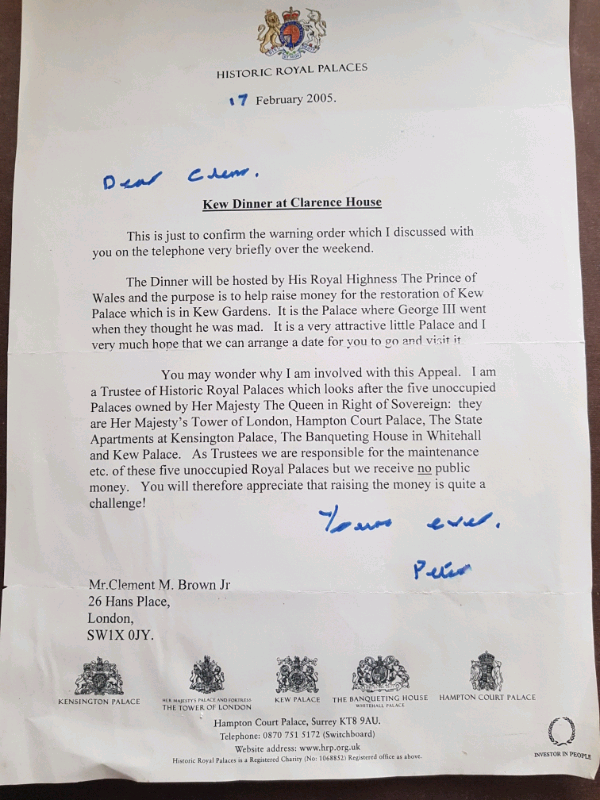 HISTORIC ROYAL PALACES
17 February 2005.
Dear Clem.
Kew Dinner at Clarence House
This is just to confirm the warning order which I discussed with
you on the telephone very briefly over the weekend.
The Dinner will be hosted by His Royal Highness The Prince of
Wales and the purpose is to help raise money for the restoration of Kew
Palace which is in Kew Gardens. It is the Palace where George III went
when they thought he was mad. It is a very attractive little Palace and I
very much hope that we can arrange a date for you to go and visit it
You may wonder why I am involved with this Appeal. I am
a Trustee of Historic Royal Palaces which looks after the five unoccupied
Palaces owned by Her Majesty The Queen in Right of Sovereign: they
are Her Majesty's Tower of London, Hampton Court Palace, The State
Apartments at Kensington Palace, The Banqueting House in Whitehall
and Kew Palace. As Trustees we are responsible for the maintenance
etc. of these five unoccupied Royal Palaces but we receive no public
money. You will therefore appreciate that raising the money is quite a
challenge!
Yours ever.
Peter
Mr.Clement M. Brown Jr
26 Hans Place,
London,
SW1X 0JY.
KENSINGTON PALACE
HER MAJESTY'S PALACE AND FORTRESS
THE TOWER OF LONDON
KEW PALACE
THE BANQUETING HOUSE
WHITEHALL PALACE
HAMPTON COURT PALACE
Hampton Court Palace, Surrey KT8 9AU.
Telephone: 0870 751 5172 (Switchboard)
Website address: www.hrp.org.uk
Historic Royal Palaces is a Registered Charity (No: 1068852) Registered office as above.
INVESTOR IN PEOPLE